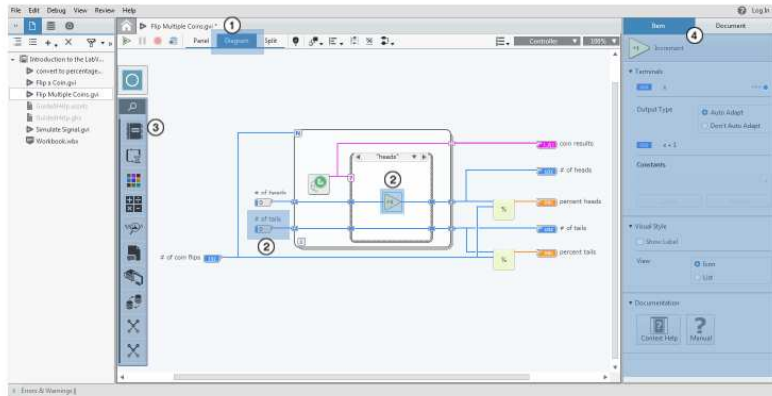 File Edit Debug View Review Help
Log In
Flip Multiple Coins.gvi *
1
Panel Diagram Split
Controller
100%
Item
Document
4
Increment
Introduction to the LabV...
convert to percentage...
Flip a Coin.gvi
Flip Multiple Coins.gvi
Simulate Signal.gvi
Workbook.wbx
3
Terminals
x
Output Type
Auto Adapt
Don't Auto Adapt
x + 1
Constants
N
"heads"
coin results
# of heads
2
# of heads
percent heads
# of tails
%
# of tails
2
percent tails
# of coin flips
%
Visual Style
Show Label
View
Icon
List
Documentation
Context Help
Manual
Errors & Warnings